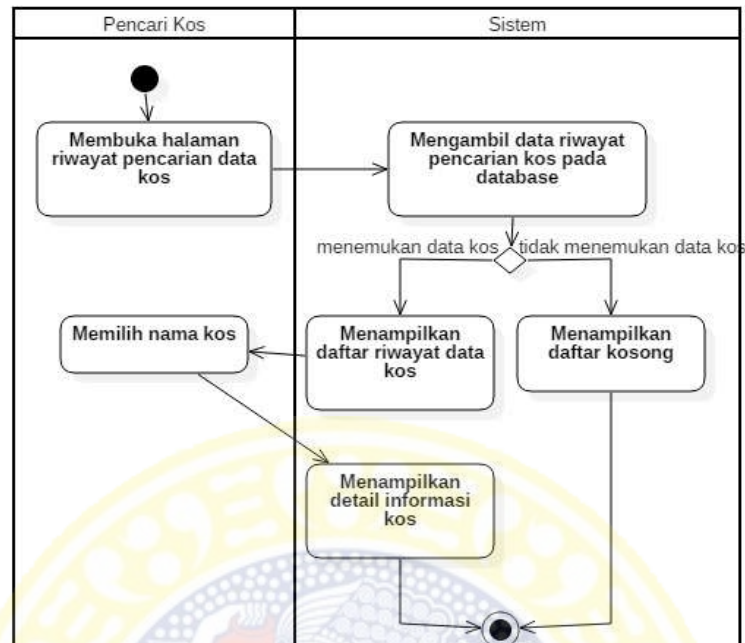 Pencari Kos
Sistem
Membuka halaman
riwayat pencarian data
kos
Mengambil data riwayat
pencarian kos pada
database
menemukan data kos
tidak menemukan data kos
Memilih nama kos
Menampilkan
daftar riwayat data
kos
Menampilkan
daftar kosong
Menampilkan
detail informasi
kos